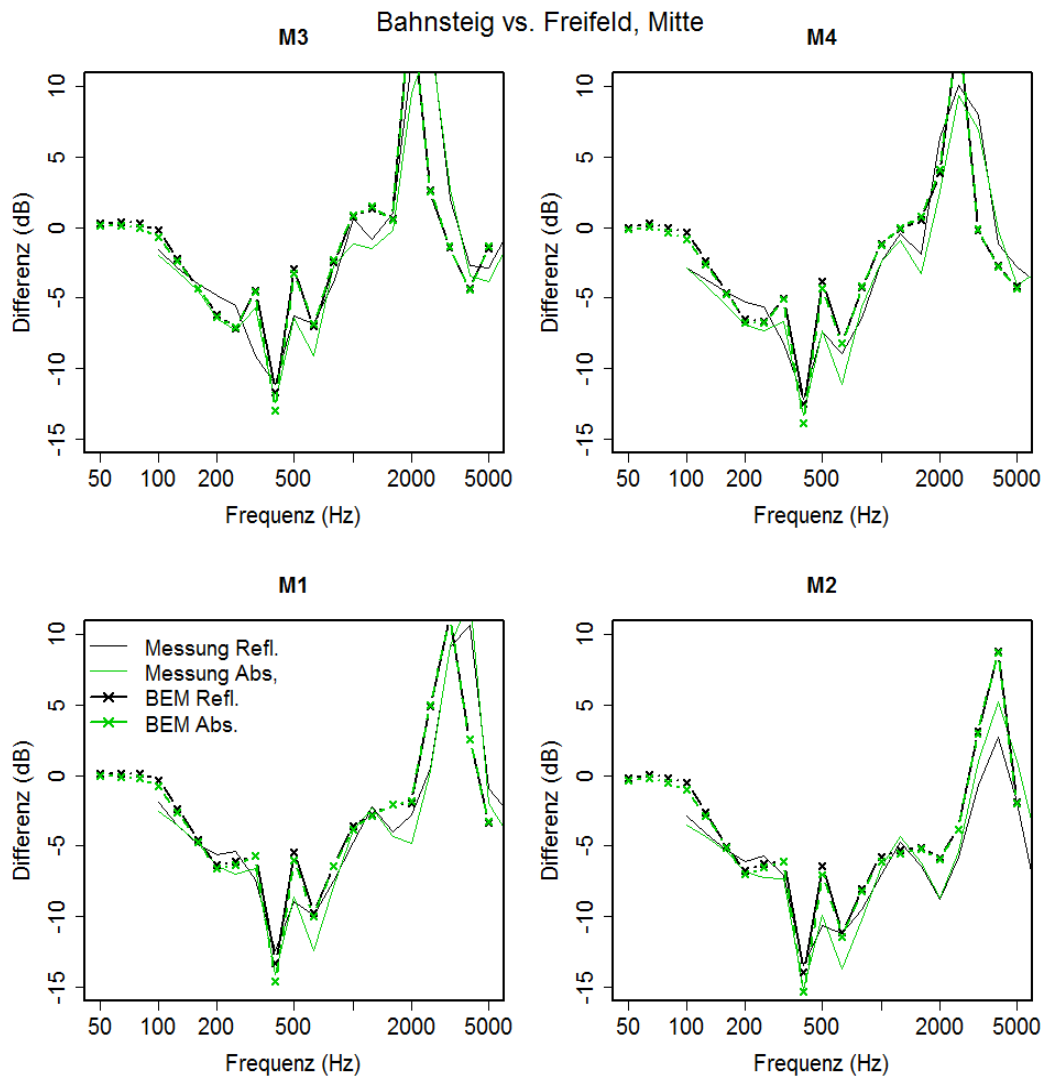 Bahnsteig vs. Freifeld, Mitte
M3
Differenz (dB)
10
5
0
-5
-10
-15
50 100 200 500 2000 5000
Frequenz (Hz)
M4
Differenz (dB)
10
5
0
-5
-10
-15
50 100 200 500 2000 5000
Frequenz (Hz)
M1
Differenz (dB)
10
5
0
-5
-10
-15
Messung Refl.
Messung Abs,
BEM Refl.
BEM Abs.
50 100 200 500 2000 5000
Frequenz (Hz)
M2
Differenz (dB)
10
5
0
-5
-10
-15
50 100 200 500 2000 5000
Frequenz (Hz)